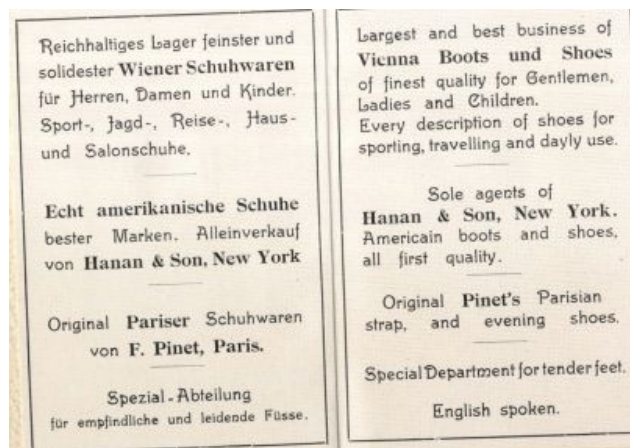 Reichhaltiges Lager feinster und
solidester Wiener Schuhwaren
für Herren, Damen und Kinder.
Sport-, Jagd-, Reise-, Haus-
und Salonschuhe.
Echt amerikanische Schuhe
bester Marken. Alleinverkauf
von Hanan & Son, New York
Original Pariser Schuhwaren
von F. Pinet, Paris.
Spezial-Abteilung
für empfindliche und leidende Füsse.
Largest and best business of
Vienna Boots und Shoes
of finest quality for Gentlemen,
Ladies and Children.
Every description of shoes for
sporting, travelling and dayly use.
Sole agents of
Hanan & Son, New York.
Americain boots and shoes,
all first quality.
Original Pinet's Parisian
strap, and evening shoes.
Special Department for tender feet.
English spoken.